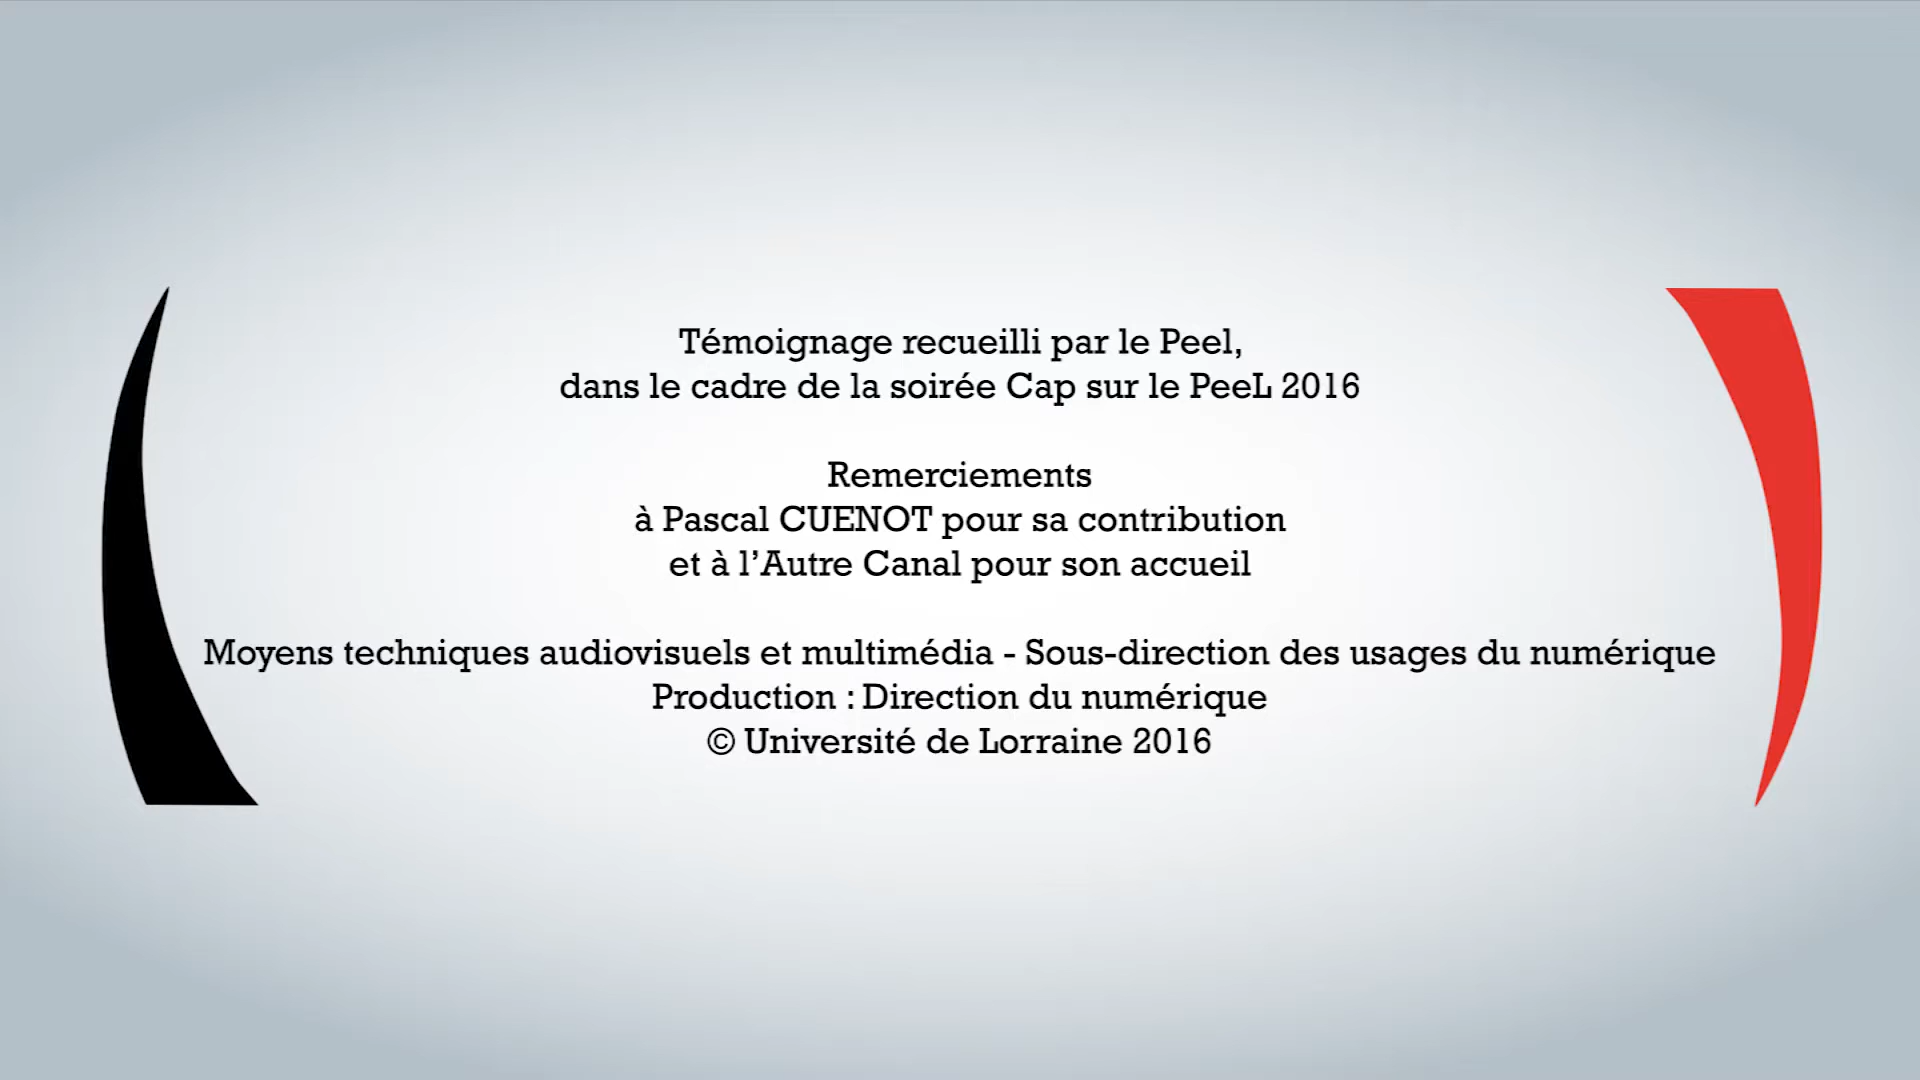 Témoignage recueilli par le Peel,
dans le cadre de la soirée Cap sur le PeeL 2016
Remerciements
à Pascal CUENOT pour sa contribution
et à l’Autre Canal pour son accueil
Moyens techniques audiovisuels et multimédia - Sous-direction des usages du numérique
Production : Direction du numérique
© Université de Lorraine 2016